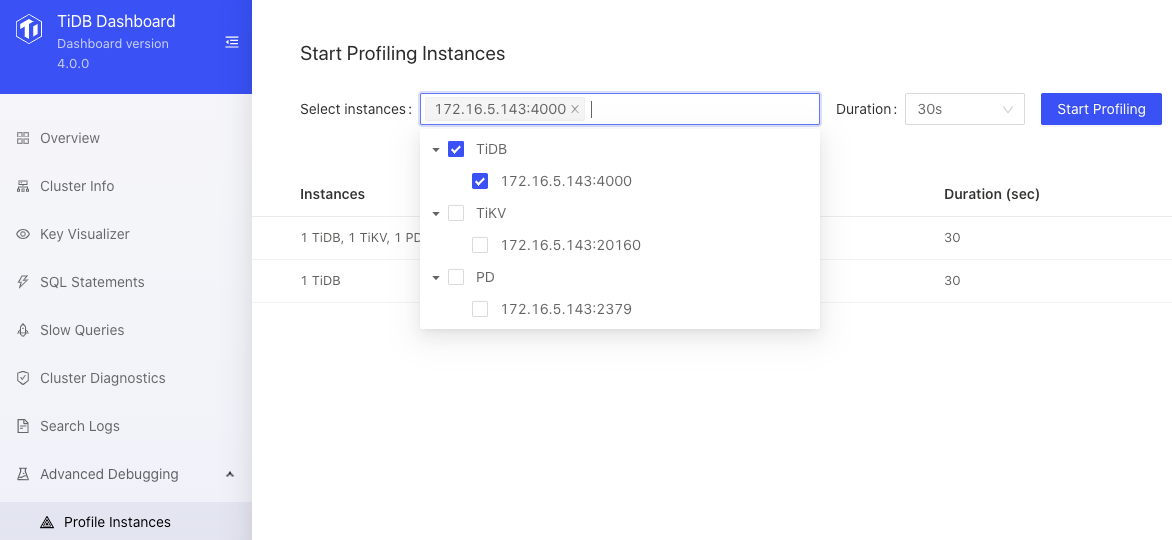 TiDB Dashboard
Dashboard version
4.0.0
Overview
Cluster Info
Key Visualizer
SQL Statements
Slow Queries
Cluster Diagnostics
Search Logs
Advanced Debugging
Profile Instances
Start Profiling Instances
Select instances: 172.16.5.143:4000 Duration: 30s Start Profiling
TiDB
172.16.5.143:4000
TiKV
172.16.5.143:20160
PD
172.16.5.143:2379
Instances Duration (sec)
1 TiDB, 1 TiKV, 1 PD 30
1 TiDB 30